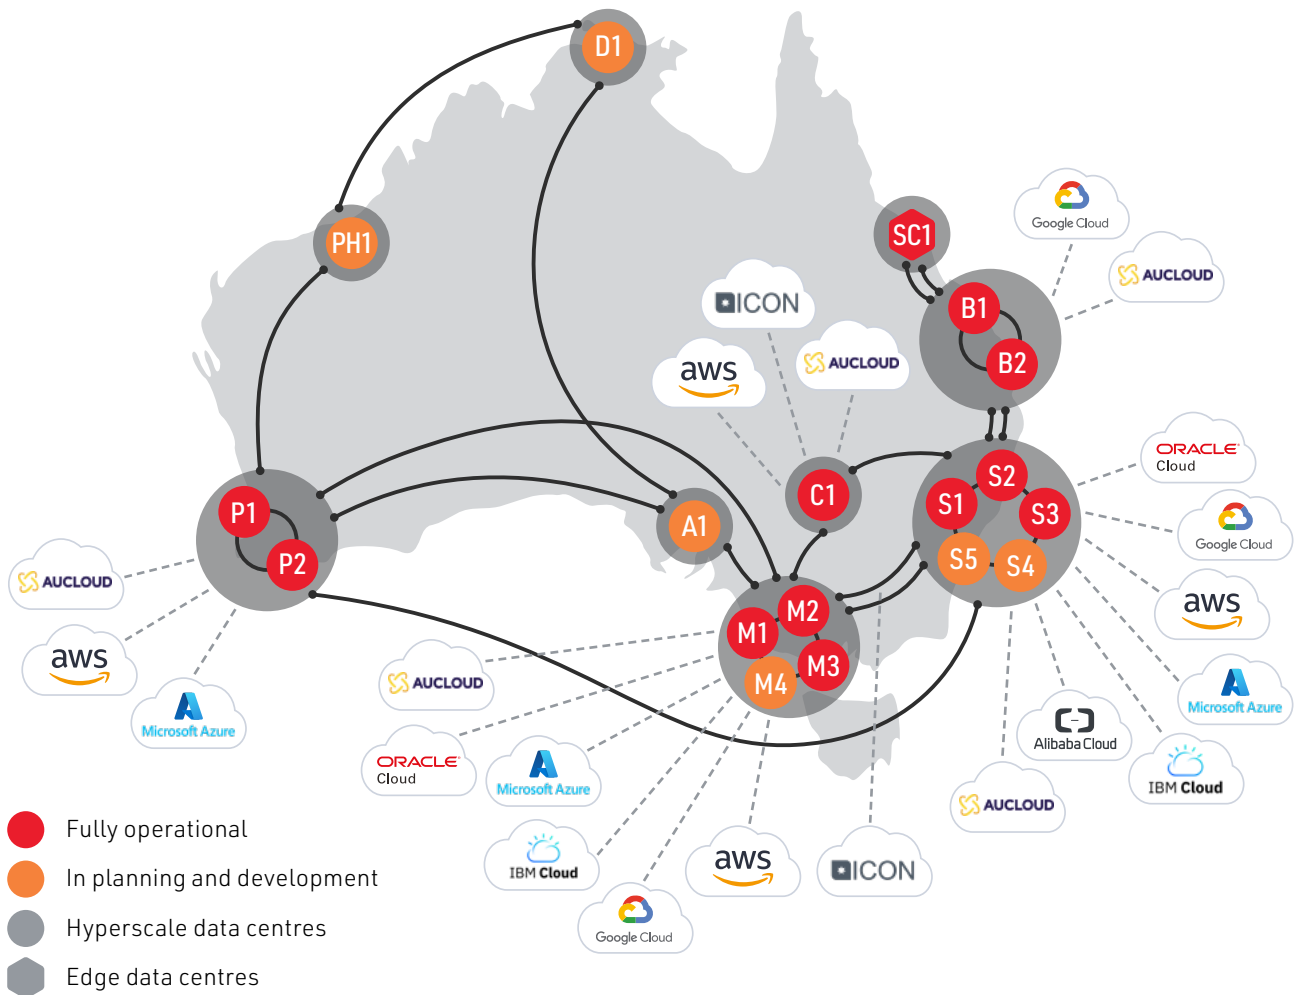 D1
PH1
SC1
Google Cloud
AUCLOUD
B1
B2
ICON
aws
AUCLOUD
ORACLE
Cloud
C1
S2
S1
S3
S5
S4
Google Cloud
P1
P2
A1
AUCLOUD
aws
Microsoft Azure
M2
M1
M3
M4
aws
Microsoft Azure
AUCLOUD
ORACLE
Cloud
Microsoft Azure
Alibaba Cloud
IBM Cloud
AUCLOUD
IBM Cloud
aws
ICON
Google Cloud
Fully operational
In planning and development
Hyperscale data centres
Edge data centres